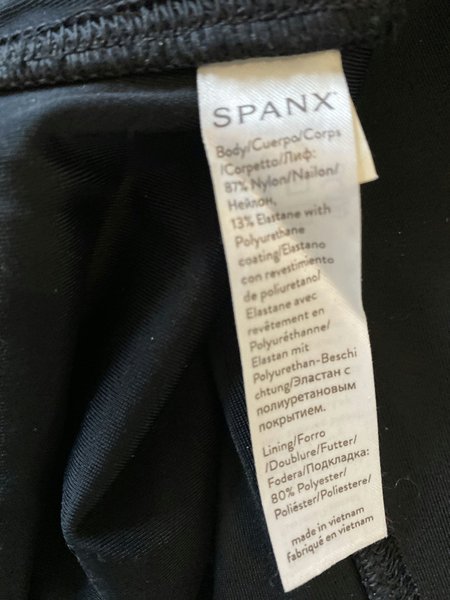 SPANX
Body/Cuerpo/Corps
/Corpetto/Лиф:
87% Nylon/Nailon/
Нейлон,
13% Elastane with
Polyurethane
coating/Elastano
con revestimiento
de poliuretano/
Elastane avec
revêtement en
Polyuréthanne/
Elastan mit
Polyurethan-Beschi
chtung/Эластан с
полиуретановым
покрытием.
Lining/Forro
/Doublure/Futter/
Fodera/Подкладка:
80% Polyester/
Poliéster/Poliestere/
made in vietnam
fabriqué en vietnam